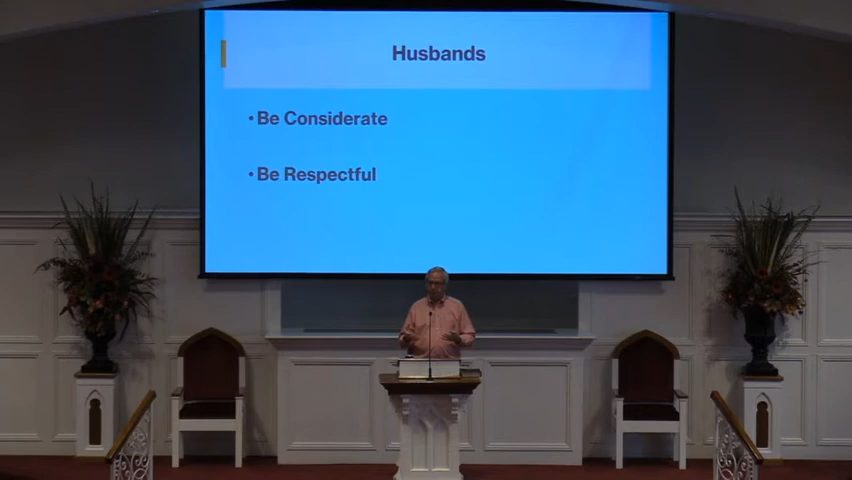 Husbands
• Be Considerate
• Be Respectful